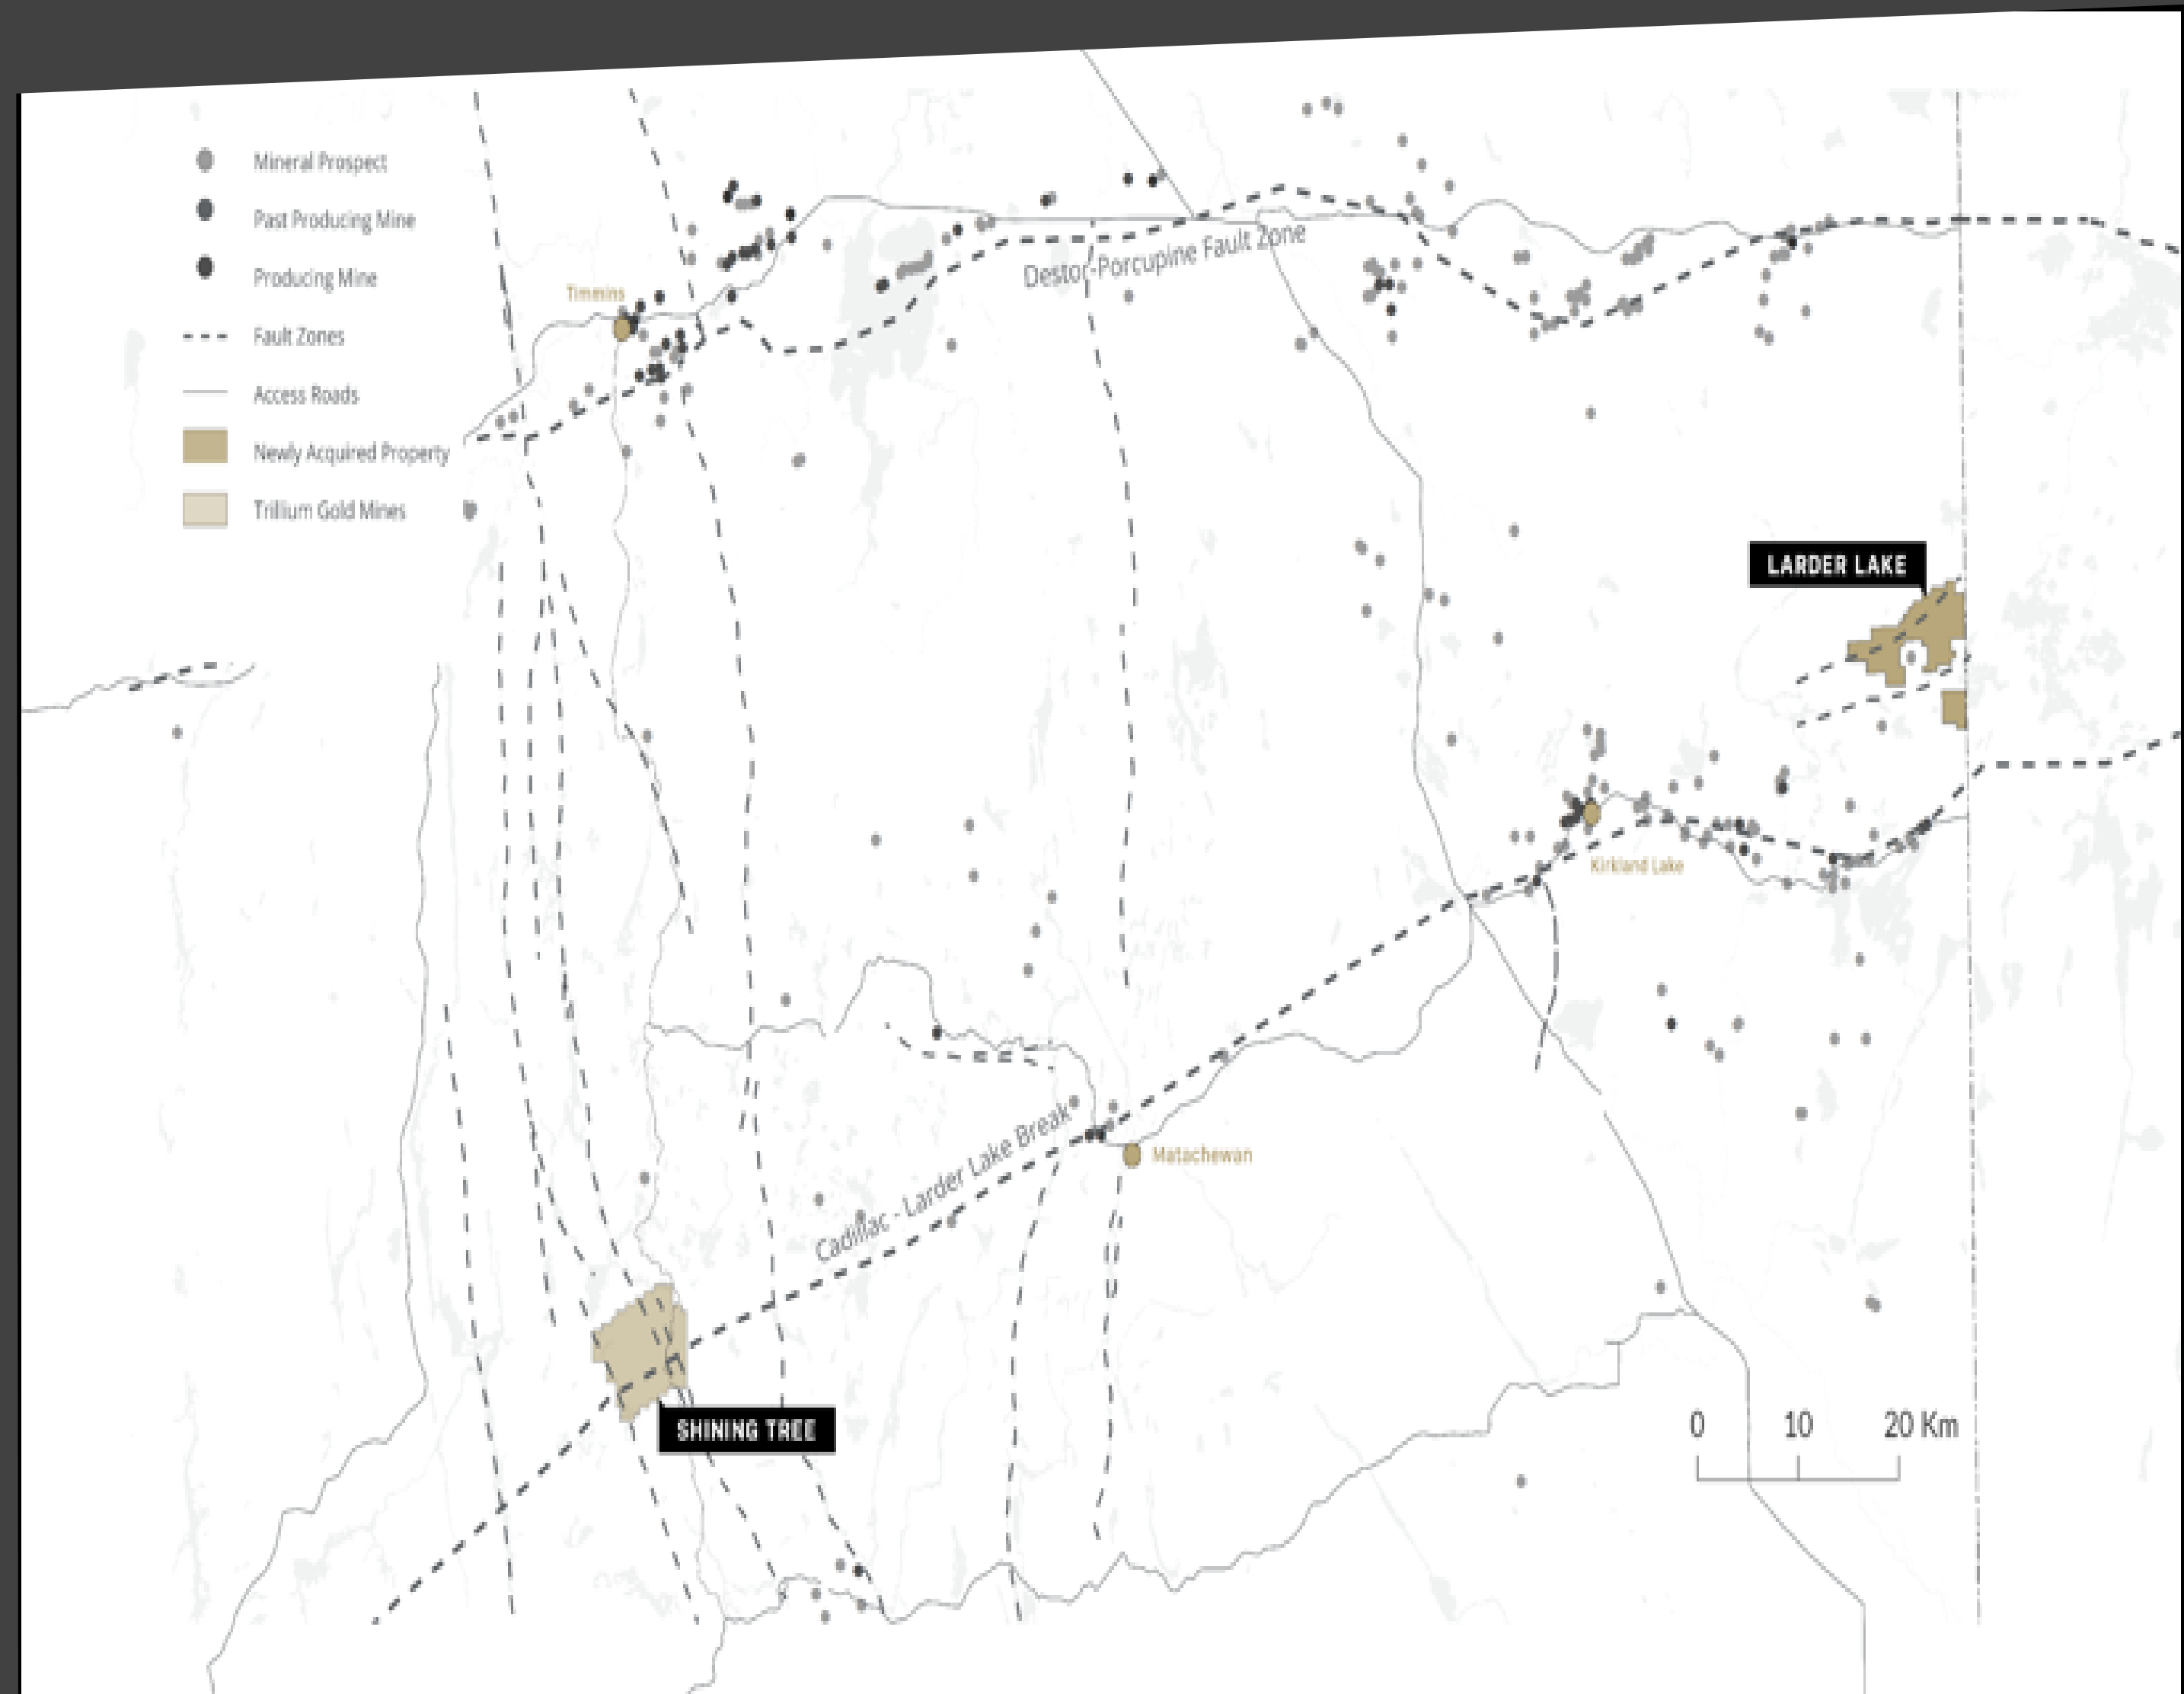 Mineral Prospect
Past Producing Mine
Producing Mine
Fault Zones
Access Roads
Newly Acquired Property
Trillium Gold Mines
Timmins
Destor-Porcupine Fault Zone
LARDER LAKE
Kirkland Lake
Cadillac - Larder Lake Break
Matachewan
SHINING TREE
0 10 20 Km